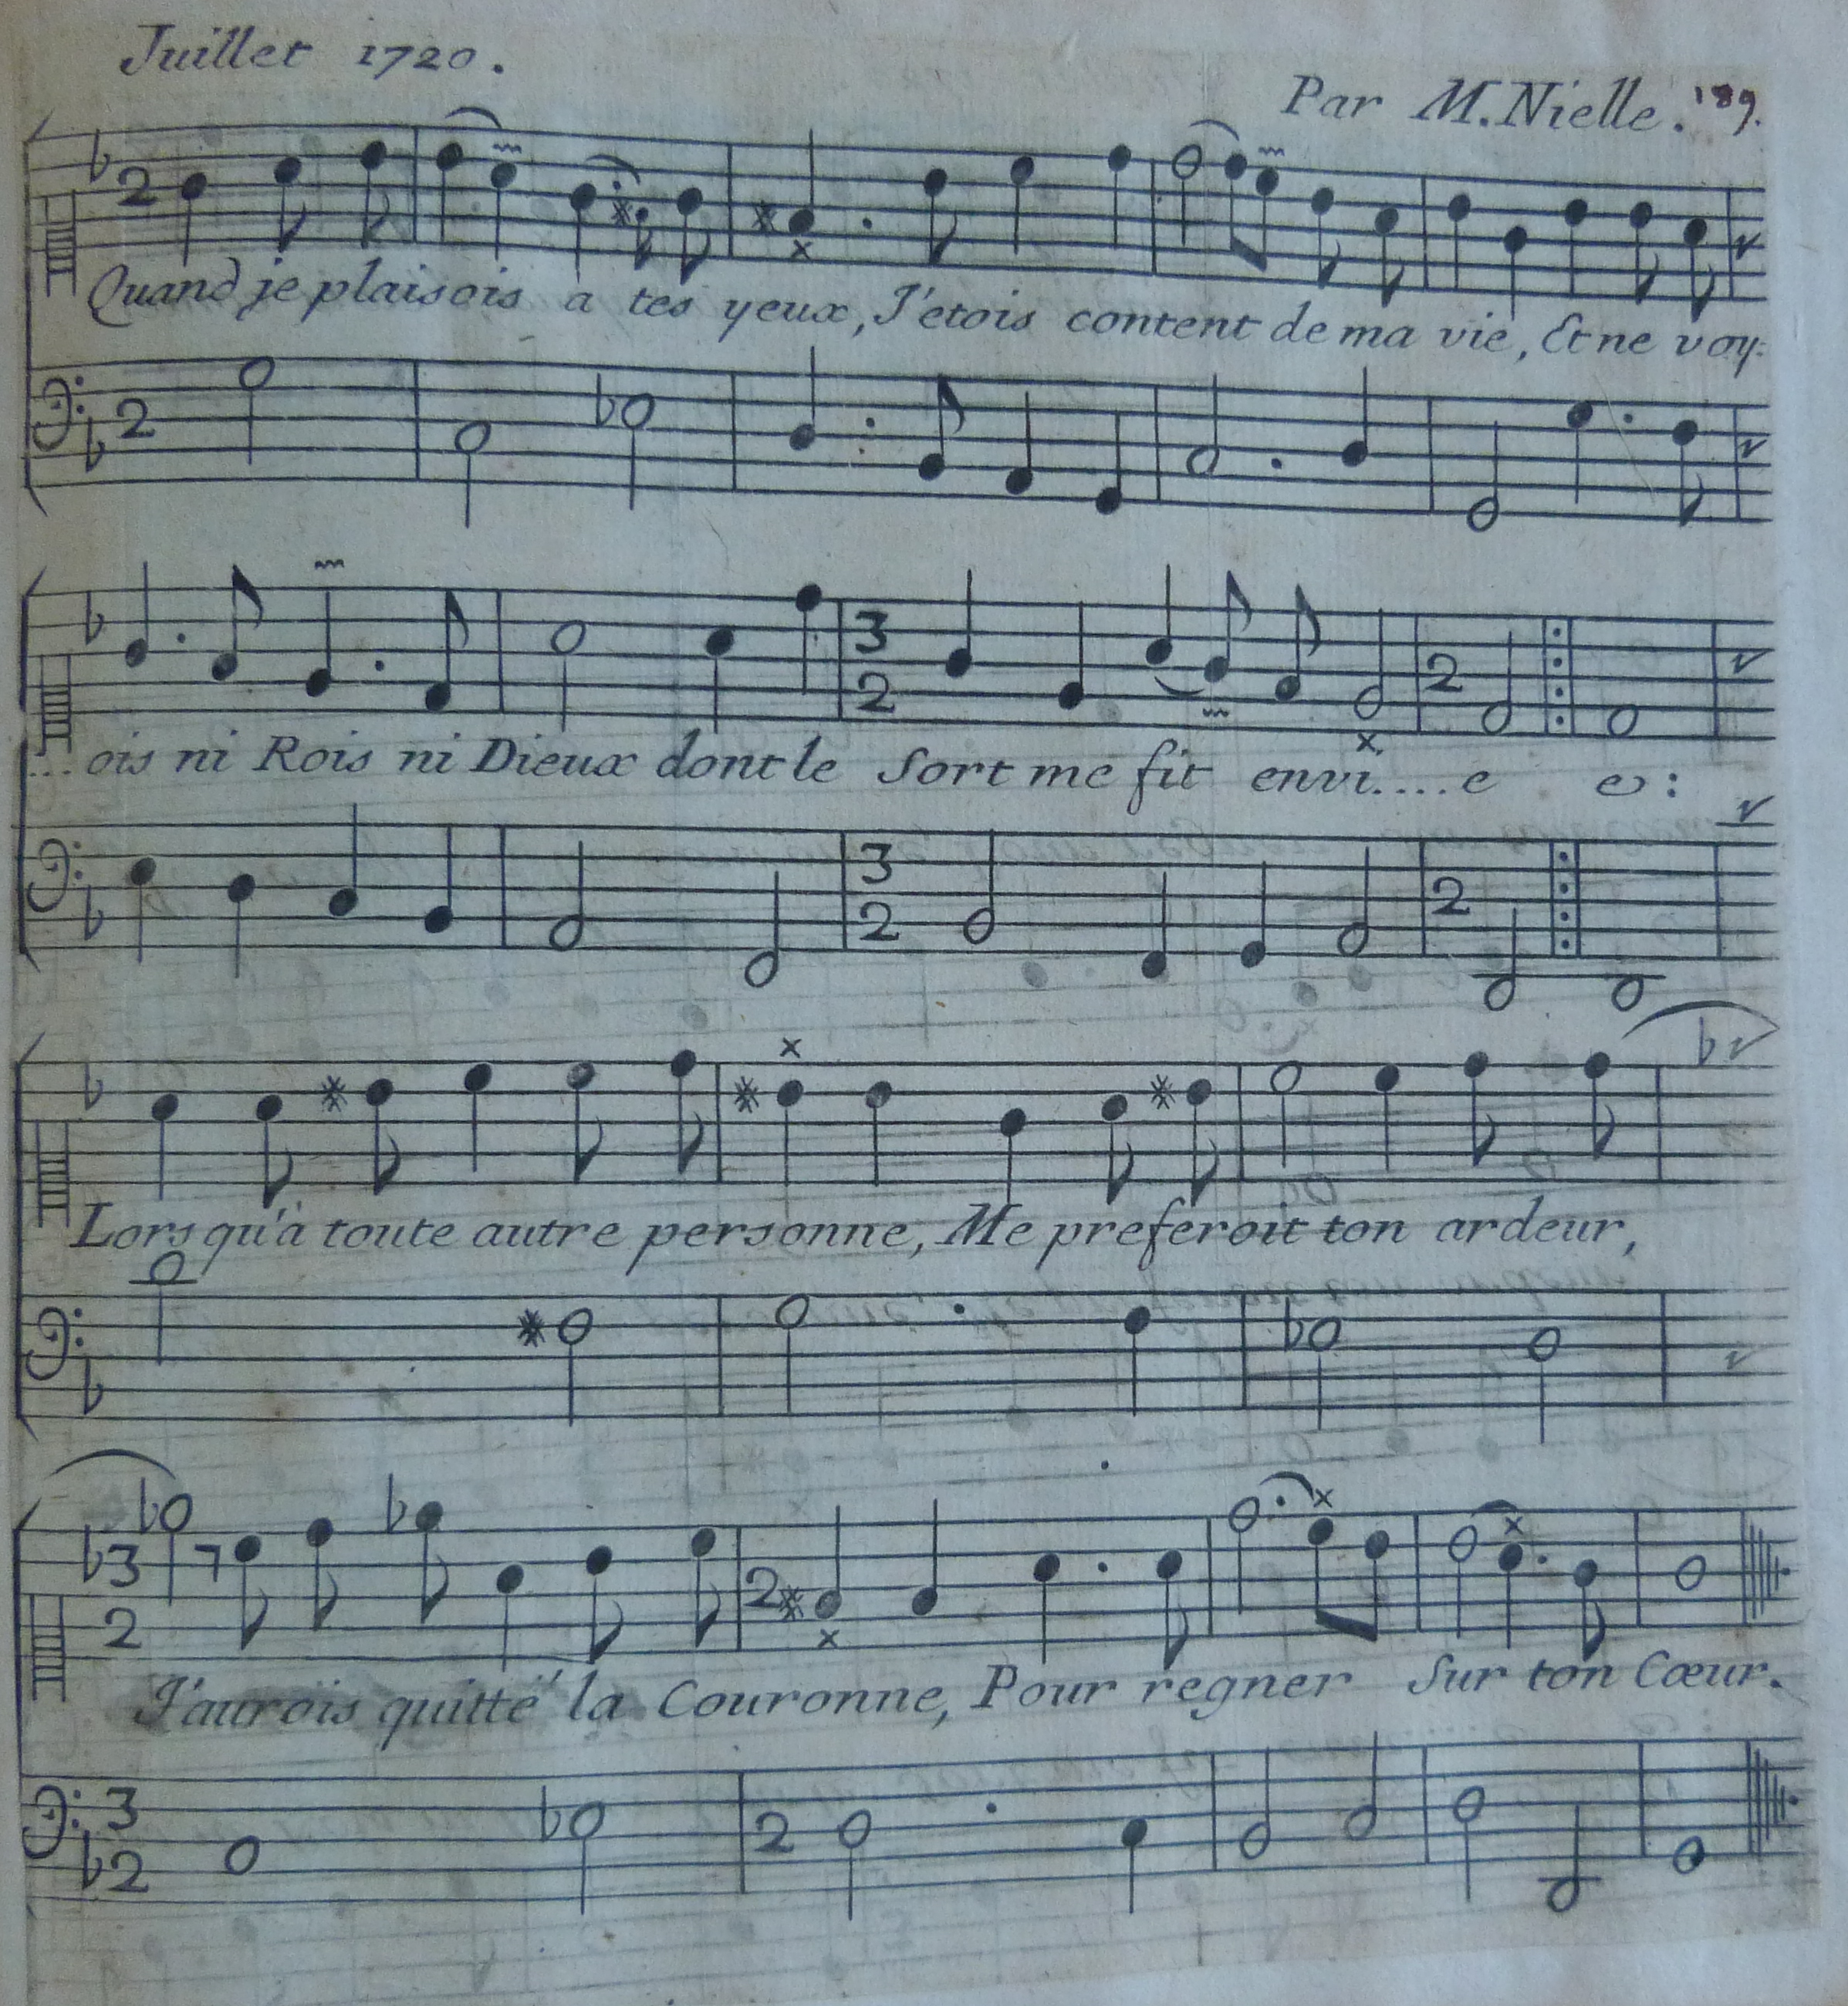 Juillet 1720.
Par M. Nielle. 189.
Quand je plaisois a tes yeux, J'etois content de ma vie, Et ne voy:
...ois ni Rois ni Dieux dont le sort me fit envi....e e:
Lors qu'à toute autre personne, Me preferoit ton ardeur,
J'aurois quitté la Couronne, Pour regner sur ton Cœur.